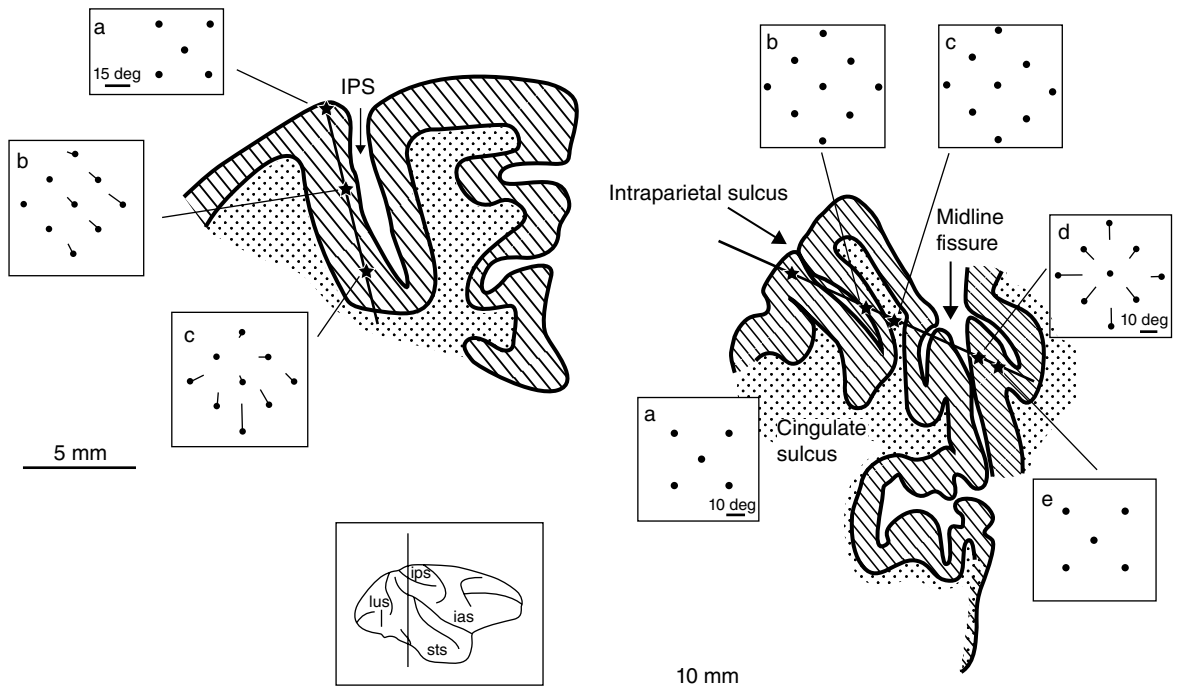 a
15 deg
IPS
b
c
5 mm
ips
lus
ias
sts
b
c
Intraparietal sulcus
Midline
fissure
d
10 deg
a
10 deg
Cingulate
sulcus
e
10 mm